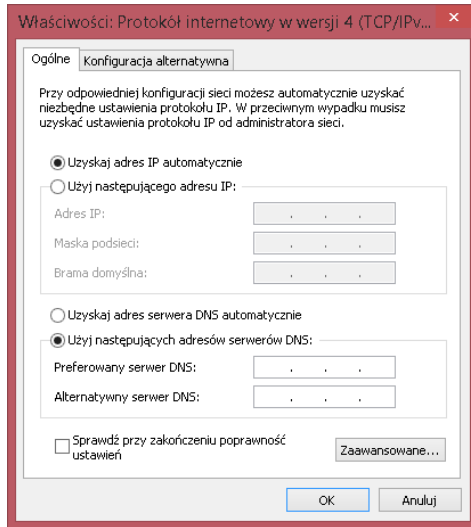 Właściwości: Protokół internetowy w wersji 4 (TCP/IPv...
Ogólne
Konfiguracja alternatywna
Przy odpowiedniej konfiguracji sieci możesz automatycznie uzyskać
niezbędne ustawienia protokołu IP. W przeciwnym wypadku musisz
uzyskać ustawienia protokołu IP od administratora sieci.
Uzyskaj adres IP automatycznie
Użyj następującego adresu IP:
Adres IP:
Maska podsieci:
Brama domyślna:
Uzyskaj adres serwera DNS automatycznie
Użyj następujących adresów serwerów DNS:
Preferowany serwer DNS:
Alternatywny serwer DNS:
Sprawdź przy zakończeniu poprawność
ustawień
Zaawansowane...
OK
Anuluj